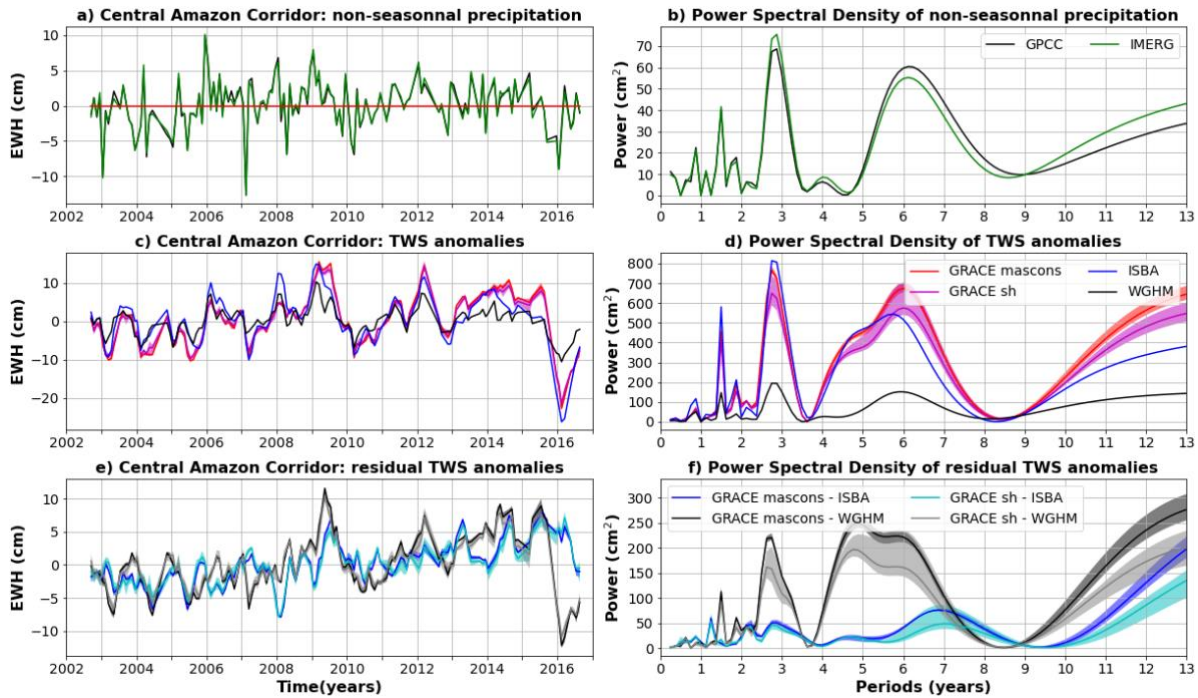 a) Central Amazon Corridor: non-seasonnal precipitation
EWH (cm)
10
5
0
−5
−10
2002 2004 2006 2008 2010 2012 2014 2016
b) Power Spectral Density of non-seasonnal precipitation
GPCC IMERG
Power (cm²)
70
60
50
40
30
20
10
0
0 1 2 3 4 5 6 7 8 9 10 11 12 13
c) Central Amazon Corridor: TWS anomalies
EWH (cm)
10
0
−10
−20
2002 2004 2006 2008 2010 2012 2014 2016
d) Power Spectral Density of TWS anomalies
GRACE mascons ISBA
GRACE sh WGHM
Power (cm²)
800
700
600
500
400
300
200
100
0
0 1 2 3 4 5 6 7 8 9 10 11 12 13
e) Central Amazon Corridor: residual TWS anomalies
EWH (cm)
10
5
0
−5
−10
2002 2004 2006 2008 2010 2012 2014 2016
Time(years)
f) Power Spectral Density of residual TWS anomalies
GRACE mascons - ISBA GRACE sh - ISBA
GRACE mascons - WGHM GRACE sh - WGHM
Power (cm²)
300
250
200
150
100
50
0
0 1 2 3 4 5 6 7 8 9 10 11 12 13
Periods (years)